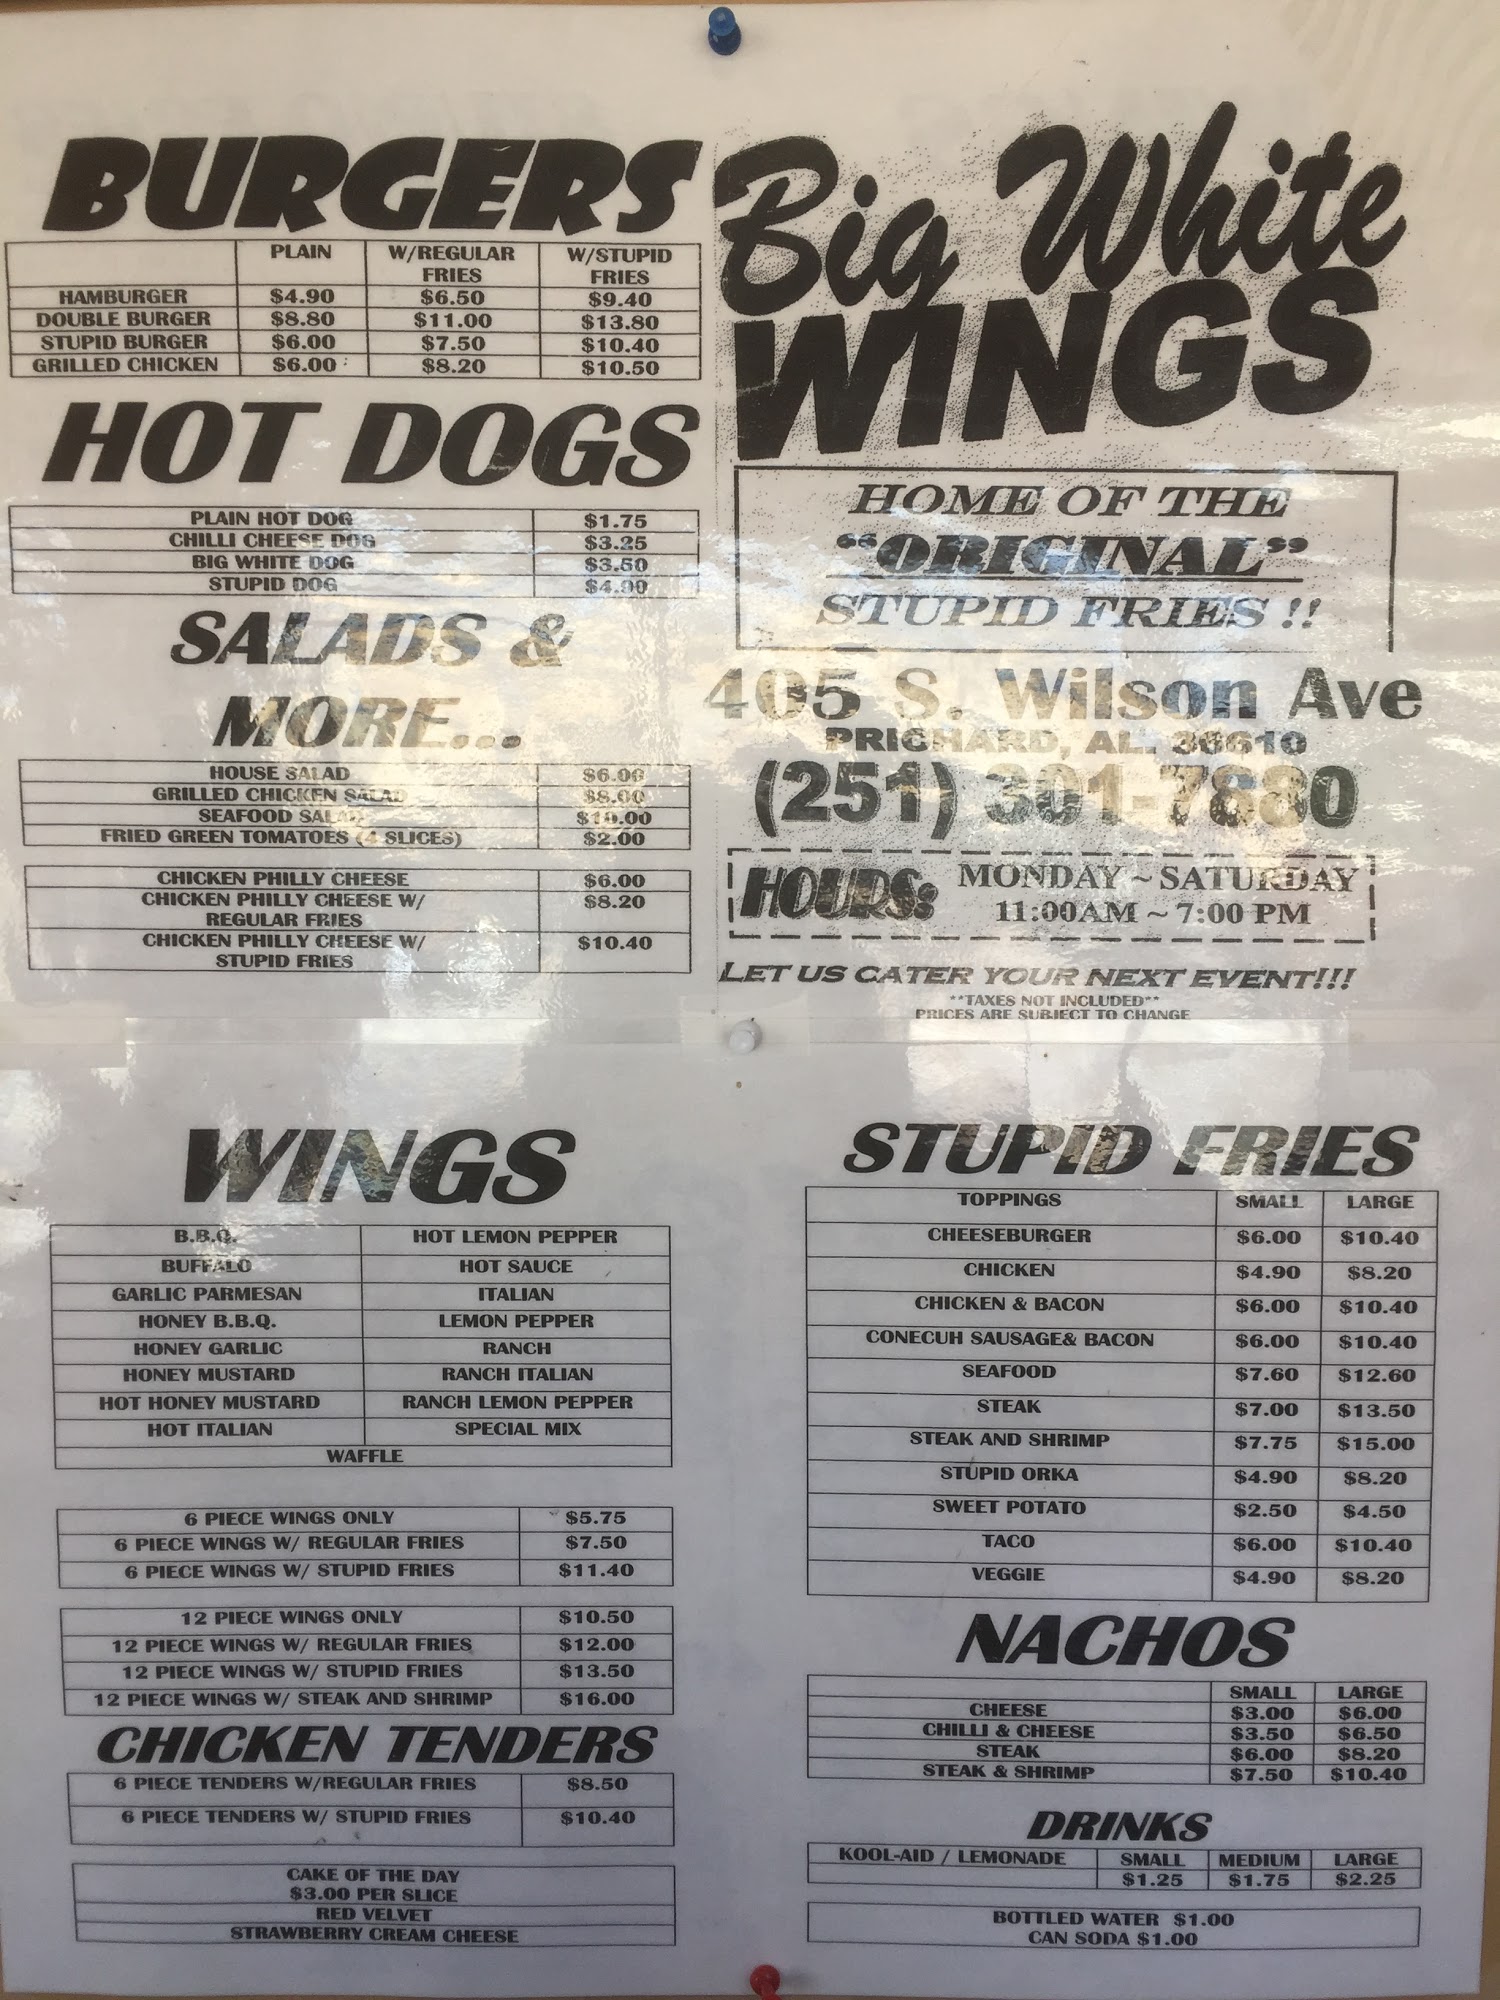 BURGERS
PLAIN W/REGULAR FRIES W/STUPID FRIES
HAMBURGER $4.90 $6.50 $9.40
DOUBLE BURGER $8.80 $11.00 $13.80
STUPID BURGER $6.00 $7.50 $10.40
GRILLED CHICKEN $6.00 $8.20 $10.50
HOT DOGS
PLAIN HOT DOG $1.75
CHILLI CHEESE DOG $3.25
BIG WHITE DOG $3.50
STUPID DOG $4.90
SALADS &
MORE...
HOUSE SALAD $6.00
GRILLED CHICKEN SALAD $8.00
SEAFOOD SALAD $10.00
FRIED GREEN TOMATOES (4 SLICES) $2.00
CHICKEN PHILLY CHEESE $6.00
CHICKEN PHILLY CHEESE W/ $8.20
REGULAR FRIES
CHICKEN PHILLY CHEESE W/ $10.40
STUPID FRIES
Big White
WINGS
HOME OF THE
"ORIGINAL"
STUPID FRIES !!
405 S. Wilson Ave
PRICHARD, AL. 36610
(251) 301-7880
HOURS: MONDAY ~ SATURDAY
11:00AM ~ 7:00 PM
LET US CATER YOUR NEXT EVENT!!!
**TAXES NOT INCLUDED**
PRICES ARE SUBJECT TO CHANGE
WINGS
B.B.Q. HOT LEMON PEPPER
BUFFALO HOT SAUCE
GARLIC PARMESAN ITALIAN
HONEY B.B.Q. LEMON PEPPER
HONEY GARLIC RANCH
HONEY MUSTARD RANCH ITALIAN
HOT HONEY MUSTARD RANCH LEMON PEPPER
HOT ITALIAN SPECIAL MIX
WAFFLE
6 PIECE WINGS ONLY $5.75
6 PIECE WINGS W/ REGULAR FRIES $7.50
6 PIECE WINGS W/ STUPID FRIES $11.40
12 PIECE WINGS ONLY $10.50
12 PIECE WINGS W/ REGULAR FRIES $12.00
12 PIECE WINGS W/ STUPID FRIES $13.50
12 PIECE WINGS W/ STEAK AND SHRIMP $16.00
CHICKEN TENDERS
6 PIECE TENDERS W/REGULAR FRIES $8.50
6 PIECE TENDERS W/ STUPID FRIES $10.40
CAKE OF THE DAY
$3.00 PER SLICE
RED VELVET
STRAWBERRY CREAM CHEESE
STUPID FRIES
TOPPINGS SMALL LARGE
CHEESEBURGER $6.00 $10.40
CHICKEN $4.90 $8.20
CHICKEN & BACON $6.00 $10.40
CONECUH SAUSAGE& BACON $6.00 $10.40
SEAFOOD $7.60 $12.60
STEAK $7.00 $13.50
STEAK AND SHRIMP $7.75 $15.00
STUPID ORKA $4.90 $8.20
SWEET POTATO $2.50 $4.50
TACO $6.00 $10.40
VEGGIE $4.90 $8.20
NACHOS
SMALL LARGE
CHEESE $3.00 $6.00
CHILLI & CHEESE $3.50 $6.50
STEAK $6.00 $8.20
STEAK & SHRIMP $7.50 $10.40
DRINKS
KOOL-AID / LEMONADE SMALL MEDIUM LARGE
$1.25 $1.75 $2.25
BOTTLED WATER $1.00
CAN SODA $1.00